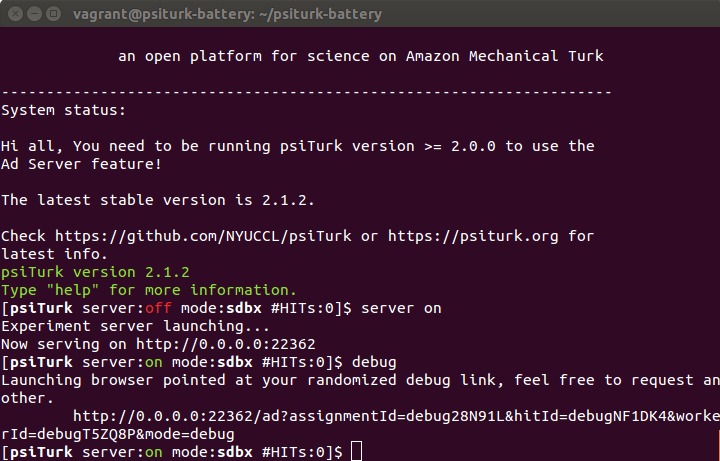 vagrant@psiturk-battery: ~/psiturk-battery
an open platform for science on Amazon Mechanical Turk
--------------------------------------------------------------------
System status:
Hi all, You need to be running psiTurk version >= 2.0.0 to use the
Ad Server feature!
The latest stable version is 2.1.2.
Check https://github.com/NYUCCL/psiTurk or https://psiturk.org for
latest info.
psiTurk version 2.1.2
Type "help" for more information.
[psiTurk server:off mode:sdbx #HITs:0]$ server on
Experiment server launching...
Now serving on http://0.0.0.0:22362
[psiTurk server:on mode:sdbx #HITs:0]$ debug
Launching browser pointed at your randomized debug link, feel free to request an
other.
http://0.0.0.0:22362/ad?assignmentId=debug28N91L&hitId=debugNF1DK4&worke
rId=debugT5ZQ8P&mode=debug
[psiTurk server:on mode:sdbx #HITs:0]$